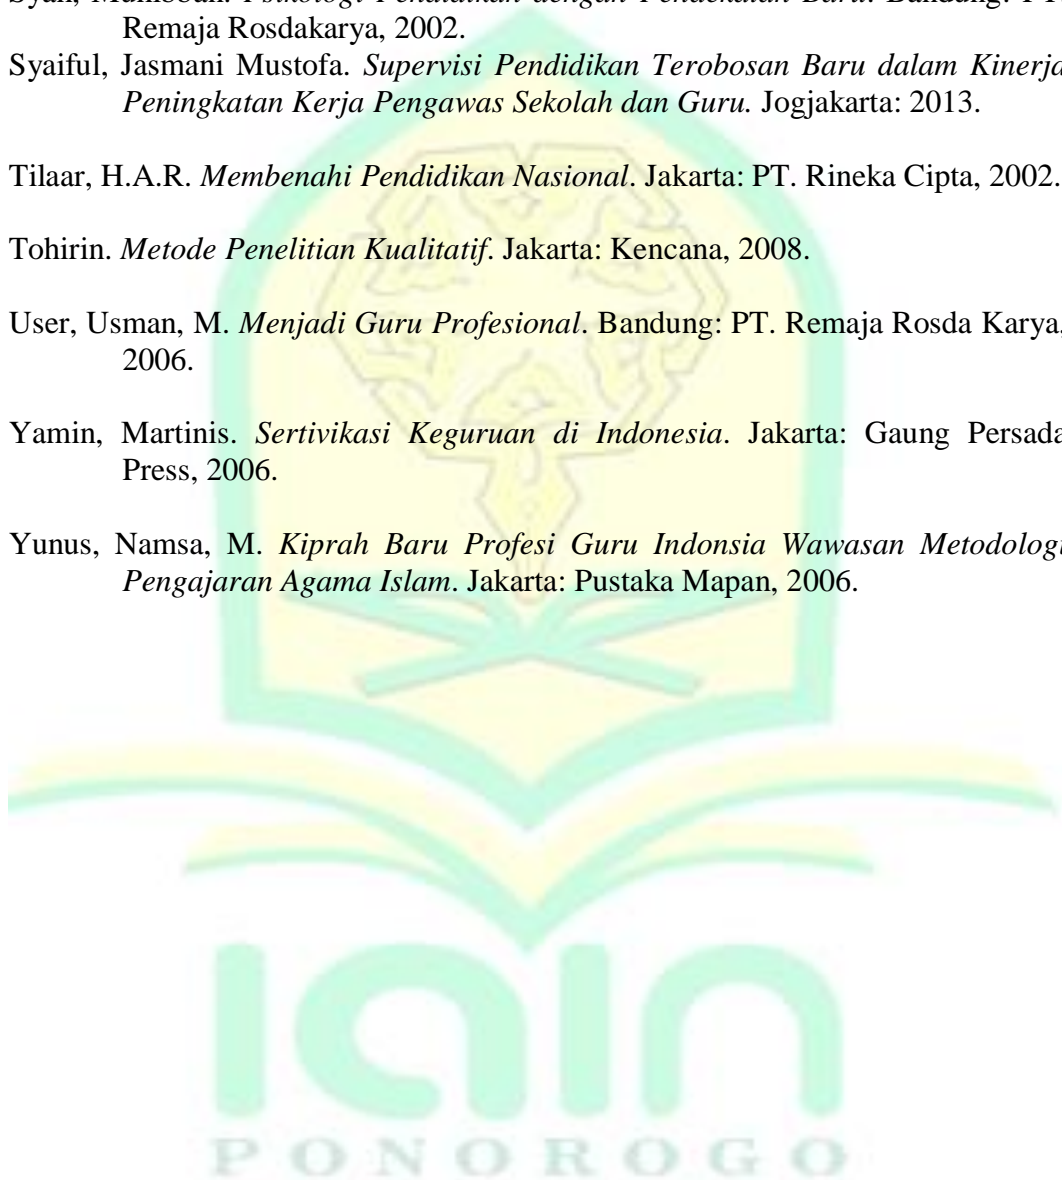 Remaja Rosdakarya, 2002.
Syaiful, Jasmani Mustofa. Supervisi Pendidikan Terobosan Baru dalam Kinerja
Peningkatan Kerja Pengawas Sekolah dan Guru. Jogjakarta: 2013.
Tilaar, H.A.R. Membenahi Pendidikan Nasional. Jakarta: PT. Rineka Cipta, 2002.
Tohirin. Metode Penelitian Kualitatif. Jakarta: Kencana, 2008.
User, Usman, M. Menjadi Guru Profesional. Bandung: PT. Remaja Rosda Karya,
2006.
Yamin, Martinis. Sertivikasi Keguruan di Indonesia. Jakarta: Gaung Persada
Press, 2006.
Yunus, Namsa, M. Kiprah Baru Profesi Guru Indonsia Wawasan Metodologi
Pengajaran Agama Islam. Jakarta: Pustaka Mapan, 2006.
IAIN
PONOROGO